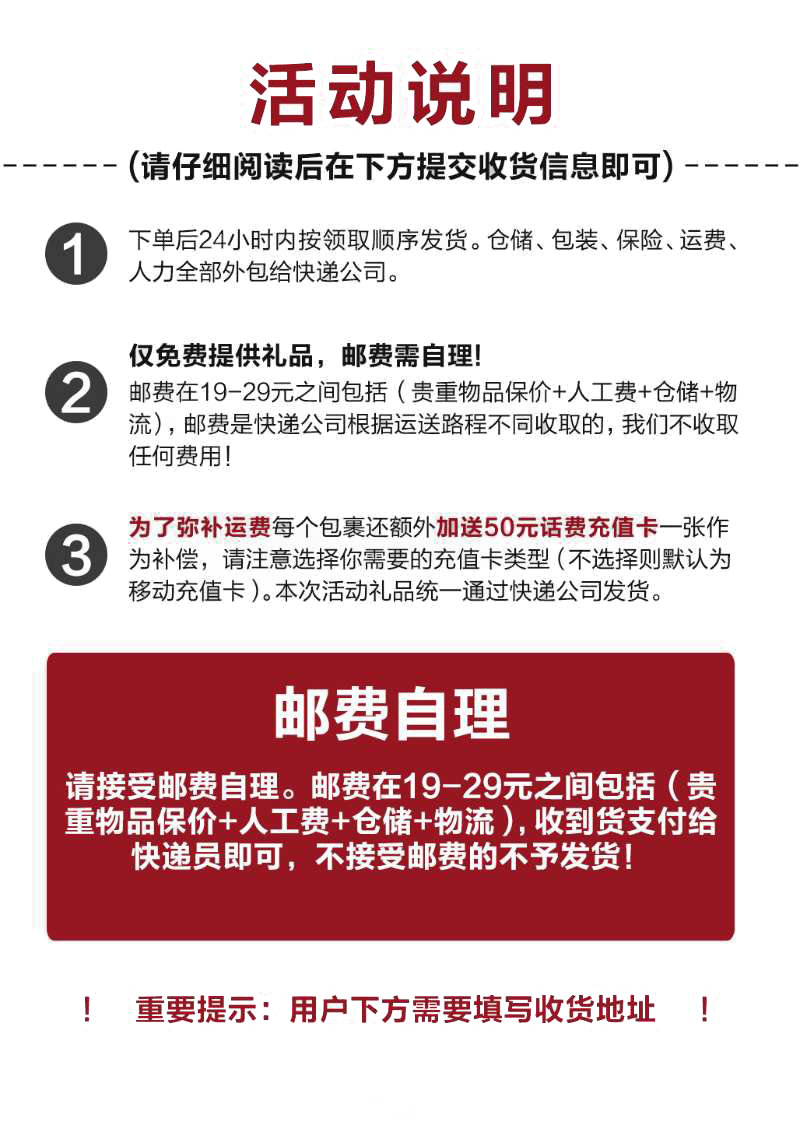 活动说明
(请仔细阅读后在下方提交收货信息即可)
1
下单后24小时内按领取顺序发货。仓储、包装、保险、运费、
人力全部外包给快递公司。
仅免费提供礼品，邮费需自理!
2
邮费在19-29元之间包括（贵重物品保价+人工费+仓储+物
流），邮费是快递公司根据运送路程不同收取的，我们不收取
任何费用！
3
为了弥补运费每个包裹还额外加送50元话费充值卡一张作
为补偿，请注意选择你需要的充值卡类型（不选择则默认为
移动充值卡）。本次活动礼品统一通过快递公司发货。
邮费自理
请接受邮费自理。邮费在19-29元之间包括（贵
重物品保价+人工费+仓储+物流），收到货支付给
快递员即可，不接受邮费的不予发货！
！ 重要提示：用户下方需要填写收货地址 ！